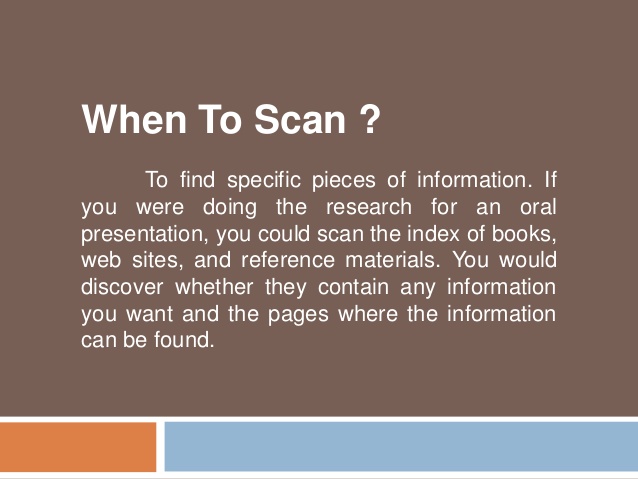 When To Scan ?
To find specific pieces of information. If
you were doing the research for an oral
presentation, you could scan the index of books,
web sites, and reference materials. You would
discover whether they contain any information
you want and the pages where the information
can be found.